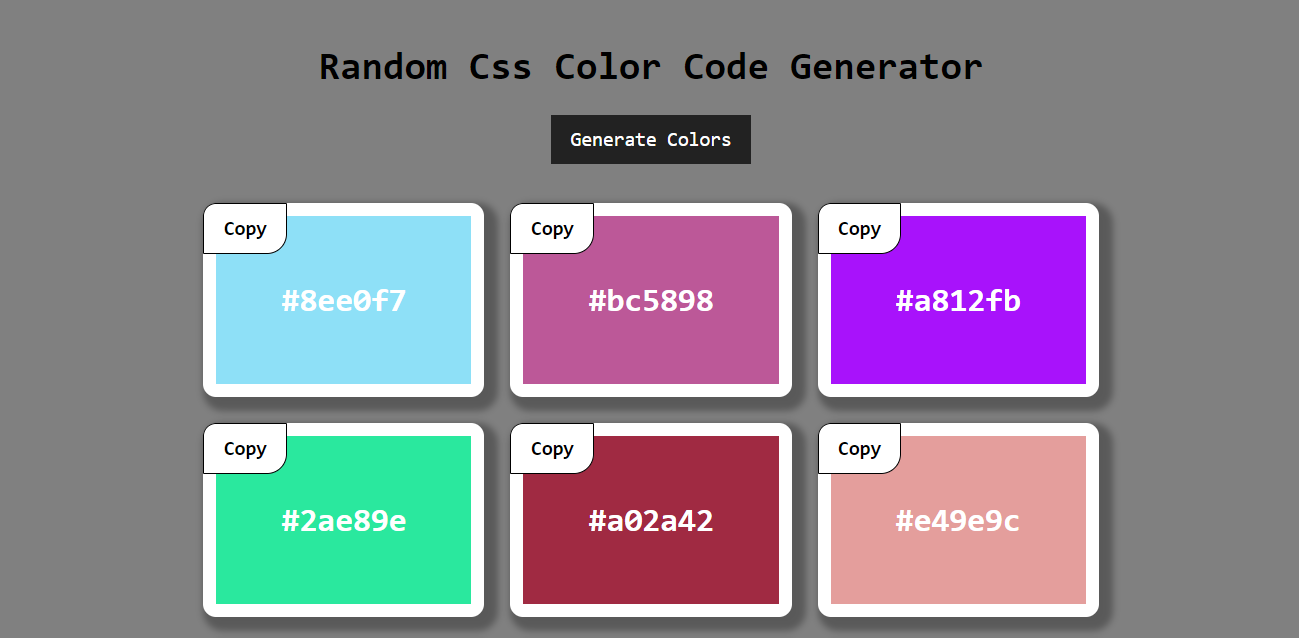 Random Css Color Code Generator
Generate Colors
Copy
#8ee0f7
Copy
#bc5898
Copy
#a812fb
Copy
#2ae89e
Copy
#a02a42
Copy
#e49e9c